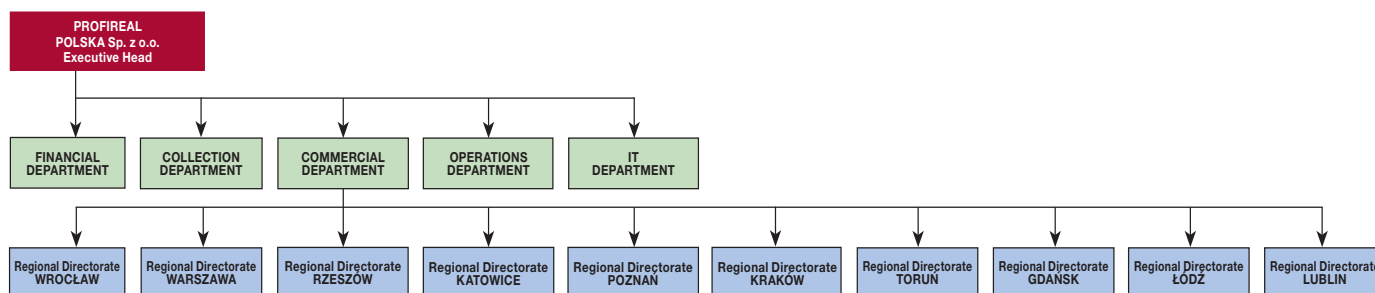 PROFIREAL
POLSKA Sp. z o.o.
Executive Head
FINANCIAL
DEPARTMENT
COLLECTION
DEPARTMENT
COMMERCIAL
DEPARTMENT
OPERATIONS
DEPARTMENT
IT
DEPARTMENT
Regional Directorate
WROCŁAW
Regional Directorate
WARSZAWA
Regional Directorate
RZESZÓW
Regional Directorate
KATOWICE
Regional Directorate
POZNAŃ
Regional Directorate
KRAKÓW
Regional Directorate
TORUŃ
Regional Directorate
GDAŃSK
Regional Directorate
ŁÓDŹ
Regional Directorate
LUBLIN